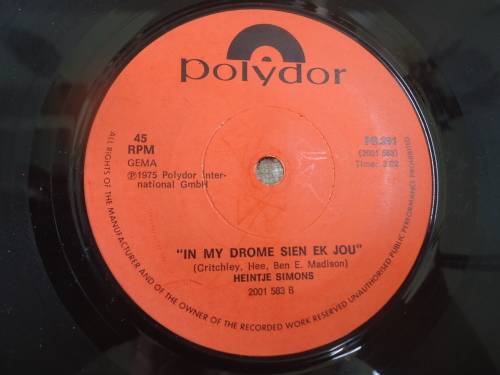 polydor
45
RPM
GEMA
℗1975 Polydor Inter-
national GmbH
PS.291
(2001 583)
Time: 3:02
"IN MY DROME SIEN EK JOU"
(Critchley, Hee, Ben E. Madison)
HEINTJE SIMONS
2001 583 B
ALL RIGHTS OF THE MANUFACTURER AND OF THE OWNER OF THE RECORDED WORK RESERVED UNAUTHORISED PUBLIC PERFORMANCE PROHIBITED